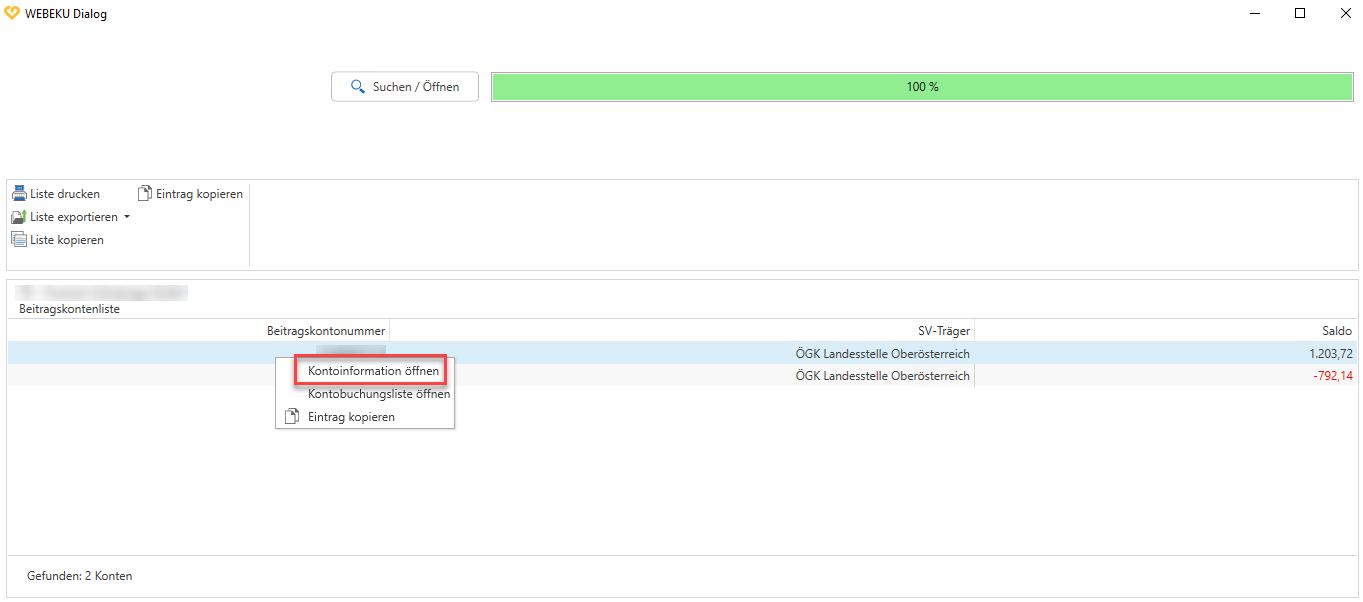 WEBEKU Dialog
Suchen / Öffnen
100 %
Liste drucken Eintrag kopieren
Liste exportieren
Liste kopieren
Beitragskontenliste
Beitragskontonummer SV-Träger Saldo
ÖGK Landesstelle Oberösterreich 1.203,72
Kontoinformation öffnen
ÖGK Landesstelle Oberösterreich -792,14
Kontobuchungsliste öffnen
Eintrag kopieren
Gefunden: 2 Konten